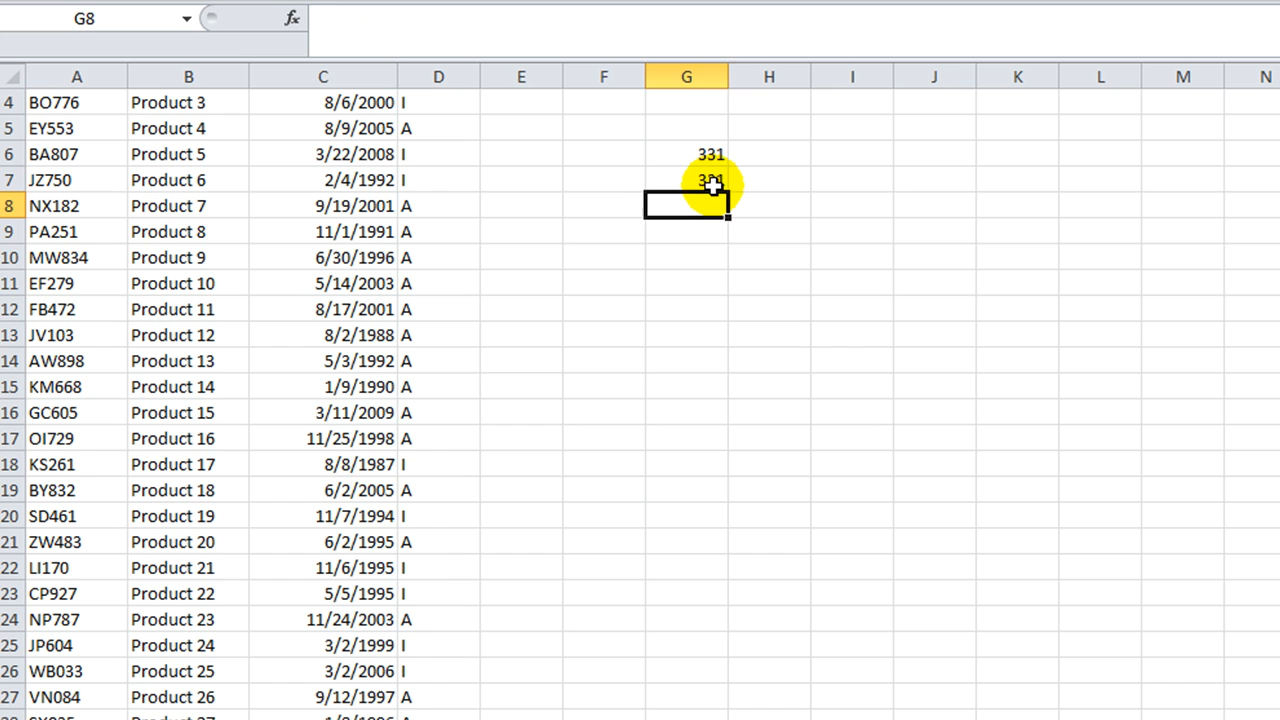 G8 fx
A B C D E F G H I J K L M N
4 BO776 Product 3 8/6/2000 I
5 EY553 Product 4 8/9/2005 A
6 BA807 Product 5 3/22/2008 I 331
7 JZ750 Product 6 2/4/1992 I
8 NX182 Product 7 9/19/2001 A
9 PA251 Product 8 11/1/1991 A
10 MW834 Product 9 6/30/1996 A
11 EF279 Product 10 5/14/2003 A
12 FB472 Product 11 8/17/2001 A
13 JV103 Product 12 8/2/1988 A
14 AW898 Product 13 5/3/1992 A
15 KM668 Product 14 1/9/1990 A
16 GC605 Product 15 3/11/2009 A
17 OI729 Product 16 11/25/1998 A
18 KS261 Product 17 8/8/1987 I
19 BY832 Product 18 6/2/2005 A
20 SD461 Product 19 11/7/1994 I
21 ZW483 Product 20 6/2/1995 A
22 LI170 Product 21 11/6/1995 I
23 CP927 Product 22 5/5/1995 I
24 NP787 Product 23 11/24/2003 A
25 JP604 Product 24 3/2/1999 I
26 WB033 Product 25 3/2/2006 I
27 VN084 Product 26 9/12/1997 A